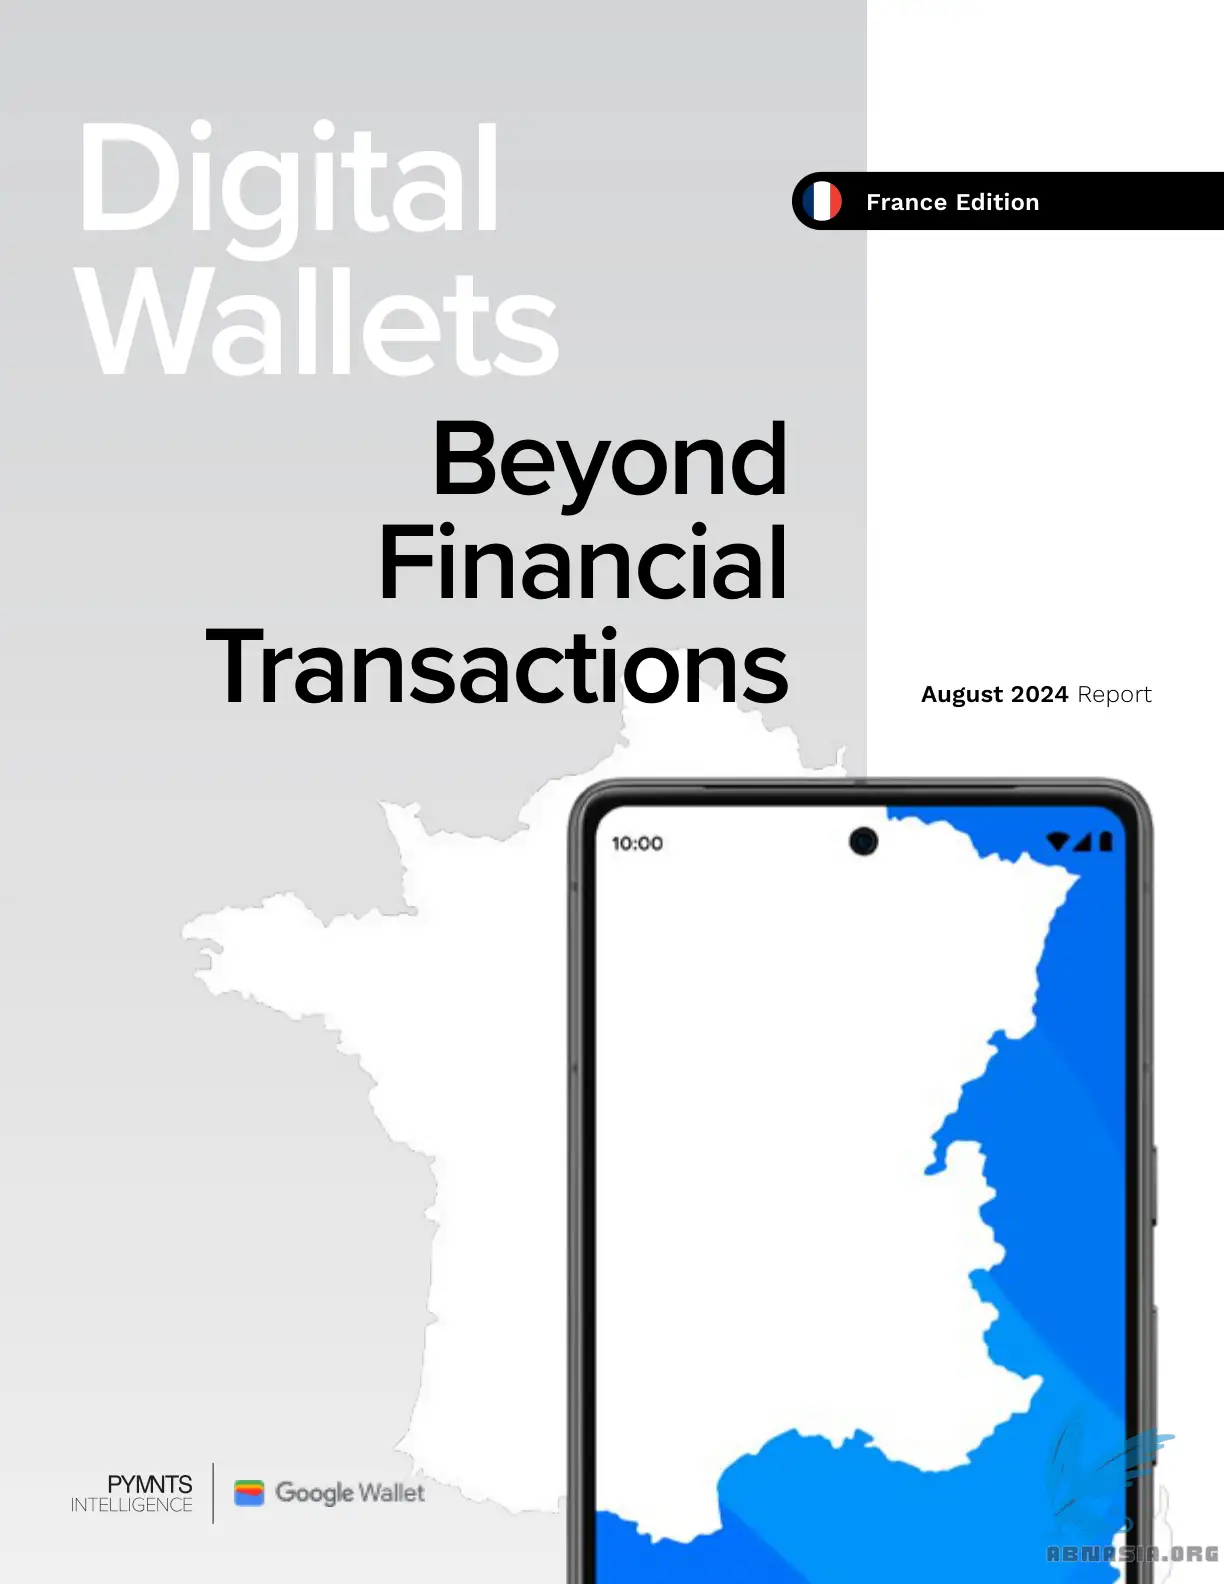 Digital
Wallets
France Edition
Beyond
Financial
Transactions
August 2024 Report
10:00
PYMNTS
INTELLIGENCE
Google Wallet
ABNASIA.ORG